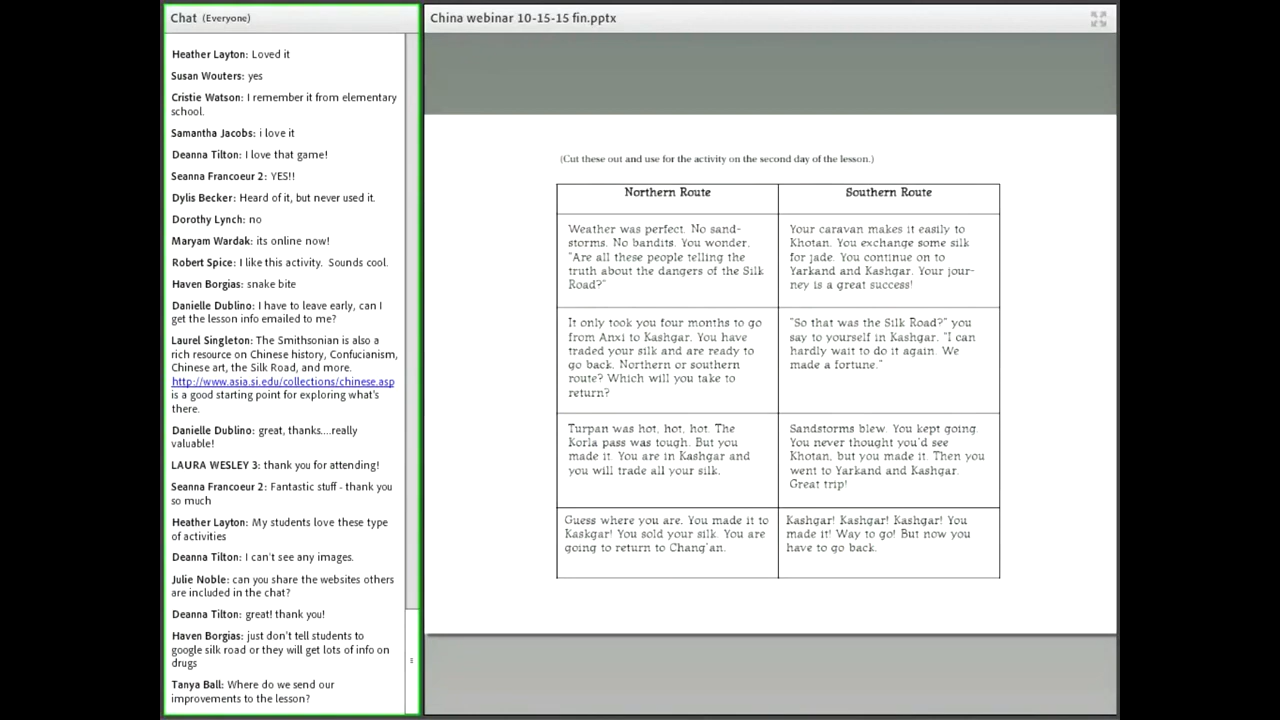 Chat (Everyone)
Heather Layton: Loved it
Susan Wouters: yes
Cristie Watson: I remember it from elementary
school.
Samantha Jacobs: i love it
Deanna Tilton: I love that game!
Seanna Francoeur 2: YES!!
Dylis Becker: Heard of it, but never used it.
Dorothy Lynch: no
Maryam Wardak: its online now!
Robert Spice: I like this activity. Sounds cool.
Haven Borgias: snake bite
Danielle Dublino: I have to leave early, can I
get the lesson info emailed to me?
Laurel Singleton: The Smithsonian is also a
rich resource on Chinese history, Confucianism,
Chinese art, the Silk Road, and more.
http://www.asia.si.edu/collections/chinese.asp
is a good starting point for exploring what's
there.
Danielle Dublino: great, thanks....really
valuable!
LAURA WESLEY 3: thank you for attending!
Seanna Francoeur 2: Fantastic stuff - thank you
so much
Heather Layton: My students love these type
of activities
Deanna Tilton: I can't see any images.
Julie Noble: can you share the websites others
are included in the chat?
Deanna Tilton: great! thank you!
Haven Borgias: just don't tell students to
google silk road or they will get lots of info on
drugs
Tanya Ball: Where do we send our
improvements to the lesson?
China webinar 10-15-15 fin.pptx
(Cut these out and use for the activity on the second day of the lesson.)
Northern Route
Southern Route
Weather was perfect. No sand-
storms. No bandits. You wonder,
"Are all these people telling the
truth about the dangers of the Silk
Road?"
Your caravan makes it easily to
Khotan. You exchange some silk
for jade. You continue on to
Yarkand and Kashgar. Your jour-
ney is a great success!
It only took you four months to go
from Anxi to Kashgar. You have
traded your silk and are ready to
go back. Northern or southern
route? Which will you take to
return?
"So that was the Silk Road?" you
say to yourself in Kashgar. "I can
hardly wait to do it again. We
made a fortune."
Turpan was hot, hot, hot. The
Korla pass was tough. But you
made it. You are in Kashgar and
you will trade all your silk.
Sandstorms blew. You kept going.
You never thought you'd see
Khotan, but you made it. Then you
went to Yarkand and Kashgar.
Great trip!
Guess where you are. You made it to
Kaskgar! You sold your silk. You are
going to return to Chang'an.
Kashgar! Kashgar! Kashgar! You
made it! Way to go! But now you
have to go back.